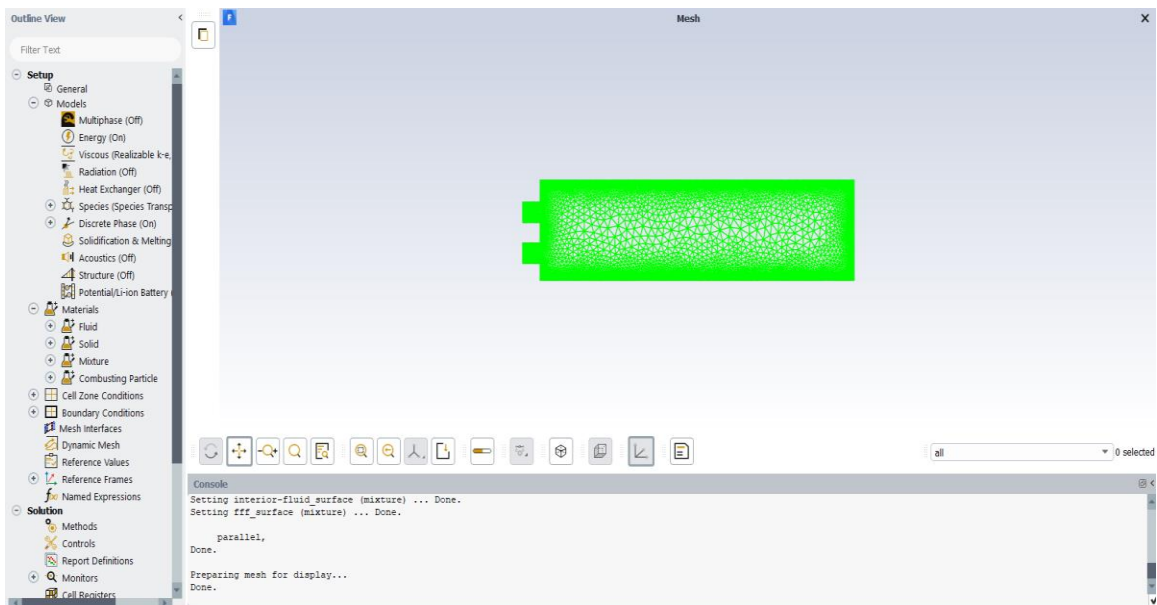 Outline View <
Filter Text
Setup
General
Models
Multiphase (Off)
Energy (On)
Viscous (Realizable k-e,
Radiation (Off)
Heat Exchanger (Off)
Species (Species Transp
Discrete Phase (On)
Solidification & Melting
Acoustics (Off)
Structure (Off)
Potential/Li-ion Battery
Materials
Fluid
Solid
Mixture
Combusting Particle
Cell Zone Conditions
Boundary Conditions
Mesh Interfaces
Dynamic Mesh
Reference Values
Reference Frames
Named Expressions
Solution
Methods
Controls
Report Definitions
Monitors
Cell Registers
Mesh
all
0 selected
Console
Setting interior-fluid_surface (mixture) ... Done.
Setting fff_surface (mixture) ... Done.
parallel,
Done.
Preparing mesh for display...
Done.